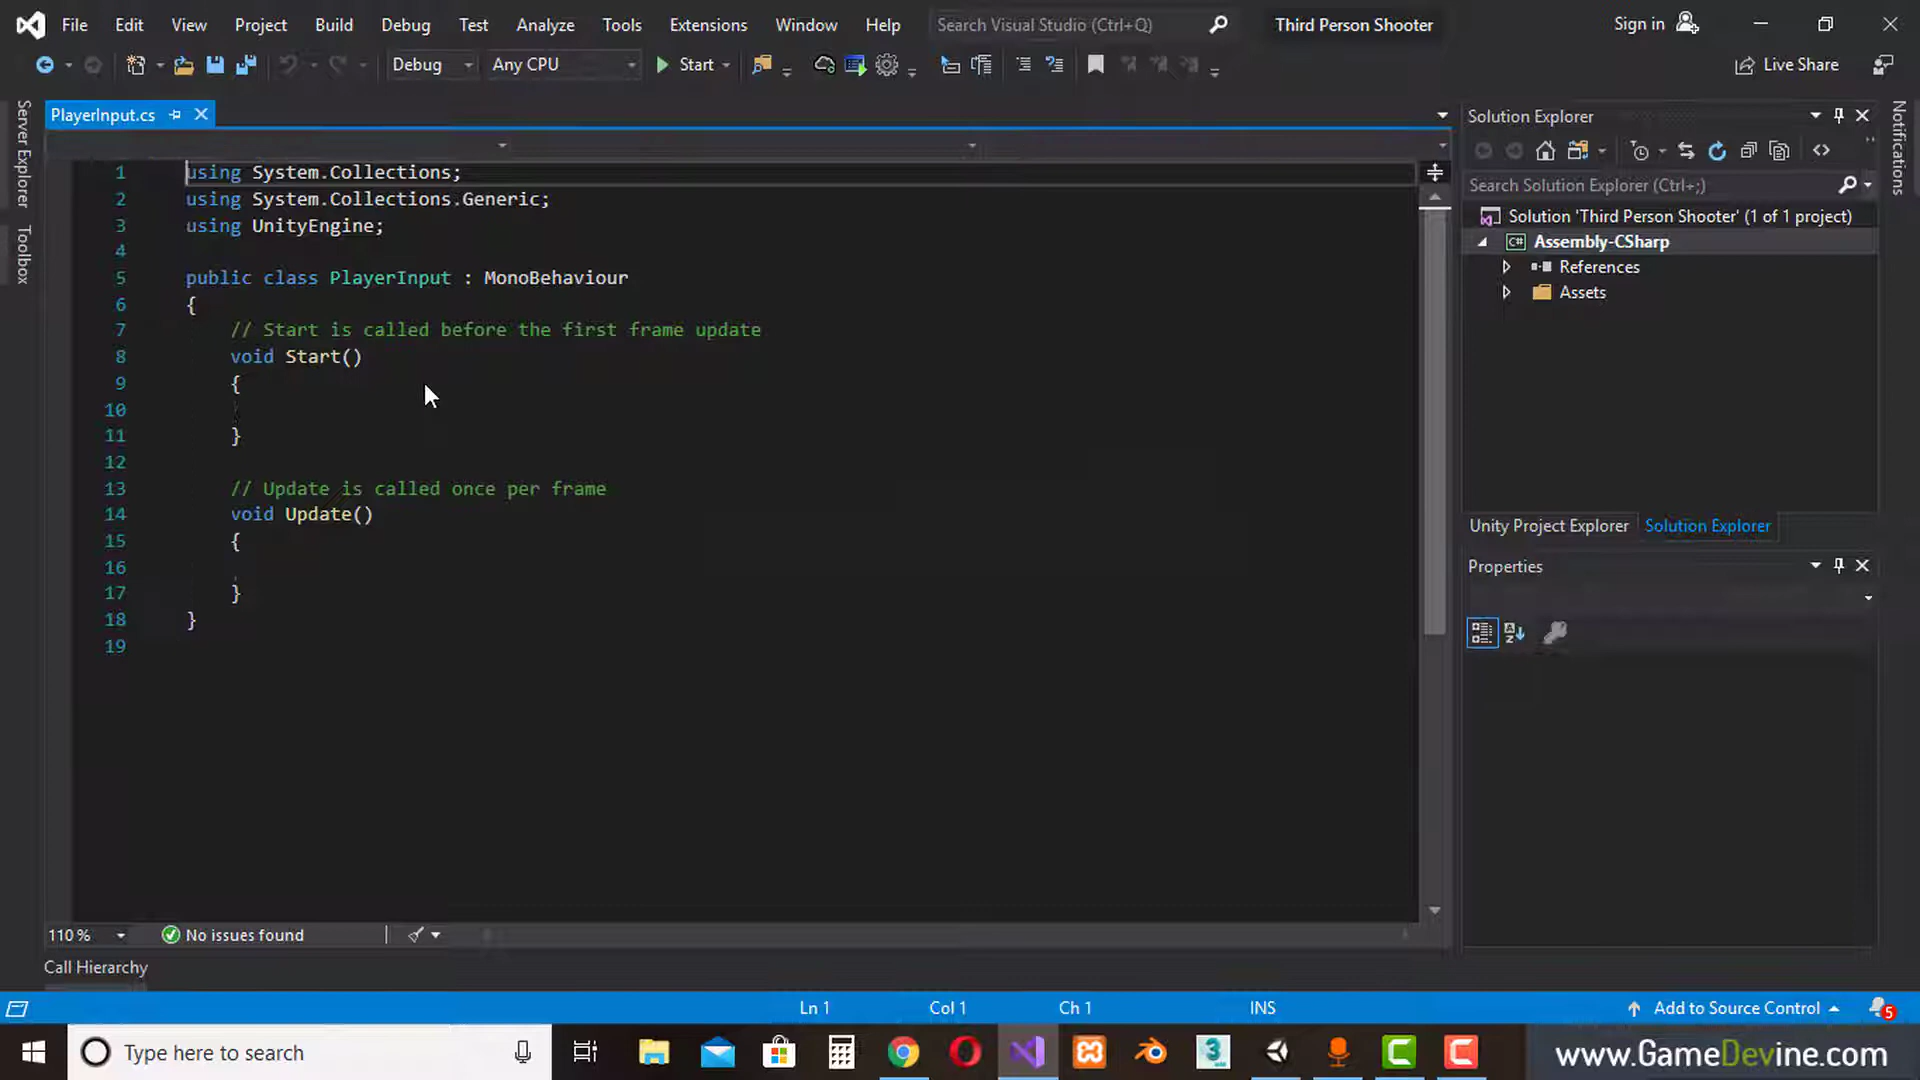 File Edit View Project Build Debug Test Analyze Tools Extensions Window Help Search Visual Studio (Ctrl+Q) Third Person Shooter Sign in
Debug Any CPU Start Live Share
Server Explorer
Toolbox
PlayerInput.cs
1 using System.Collections;
2 using System.Collections.Generic;
3 using UnityEngine;
4
5 public class PlayerInput : MonoBehaviour
6 {
7 // Start is called before the first frame update
8 void Start()
9 {
10
11 }
12
13 // Update is called once per frame
14 void Update()
15 {
16
17 }
18 }
19
110 % No issues found
Call Hierarchy
Solution Explorer
Search Solution Explorer (Ctrl+;)
Solution 'Third Person Shooter' (1 of 1 project)
C# Assembly-CSharp
References
Assets
Unity Project Explorer Solution Explorer
Properties
Notifications
Ln 1 Col 1 Ch 1 INS Add to Source Control 5
Type here to search
www.GameDevine.com